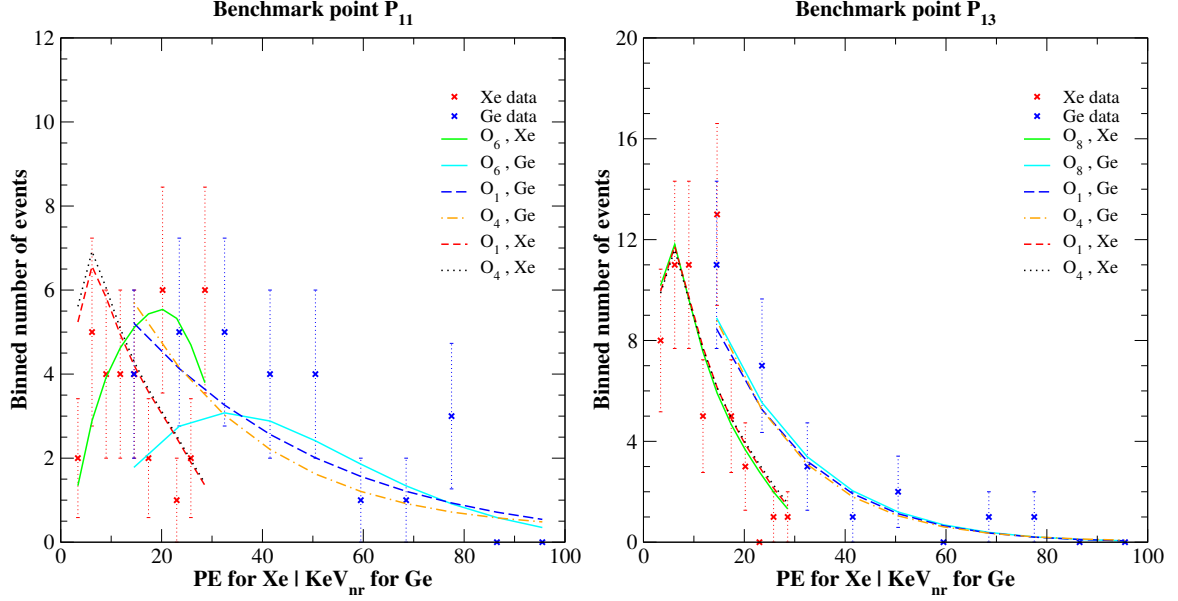 Benchmark point P₁₁
12
10
8
6
4
2
0
0 20 40 60 80 100
Binned number of events
PE for Xe | KeVₙᵣ for Ge
Xe data
Ge data
O₆ , Xe
O₆ , Ge
O₁ , Ge
O₄ , Ge
O₁ , Xe
O₄ , Xe
Benchmark point P₁₃
20
16
12
8
4
0
0 20 40 60 80 100
Binned number of events
PE for Xe | KeVₙᵣ for Ge
Xe data
Ge data
O₈ , Xe
O₈ , Ge
O₁ , Ge
O₄ , Ge
O₁ , Xe
O₄ , Xe